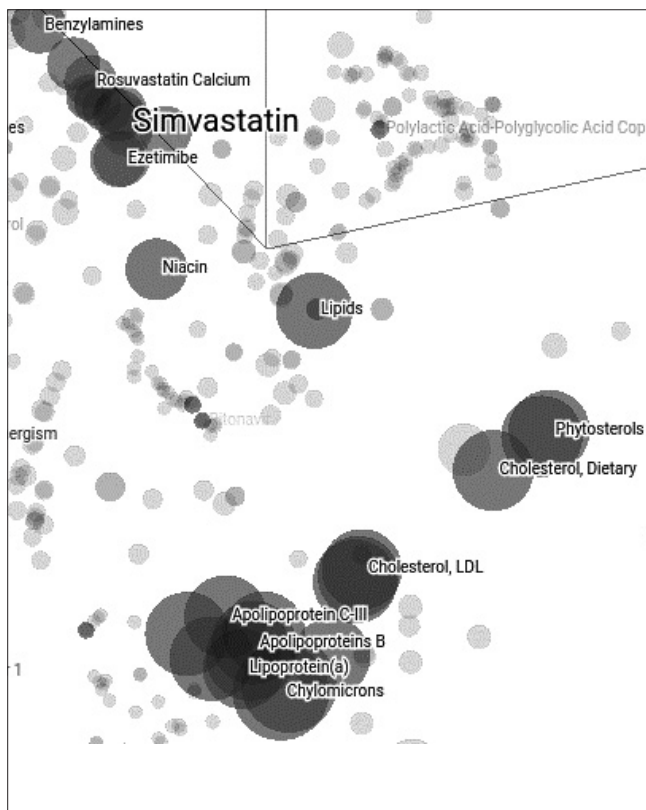 Benzylamines
Rosuvastatin Calcium
Simvastatin
es
Polylactic Acid-Polyglycolic Acid Cop
Ezetimibe
rol
Niacin
Lipids
Ritonavir
Phytosterols
ergism
Cholesterol, Dietary
Cholesterol, LDL
Apolipoprotein C-III
Apolipoproteins B
Lipoprotein(a)
1
Chylomicrons